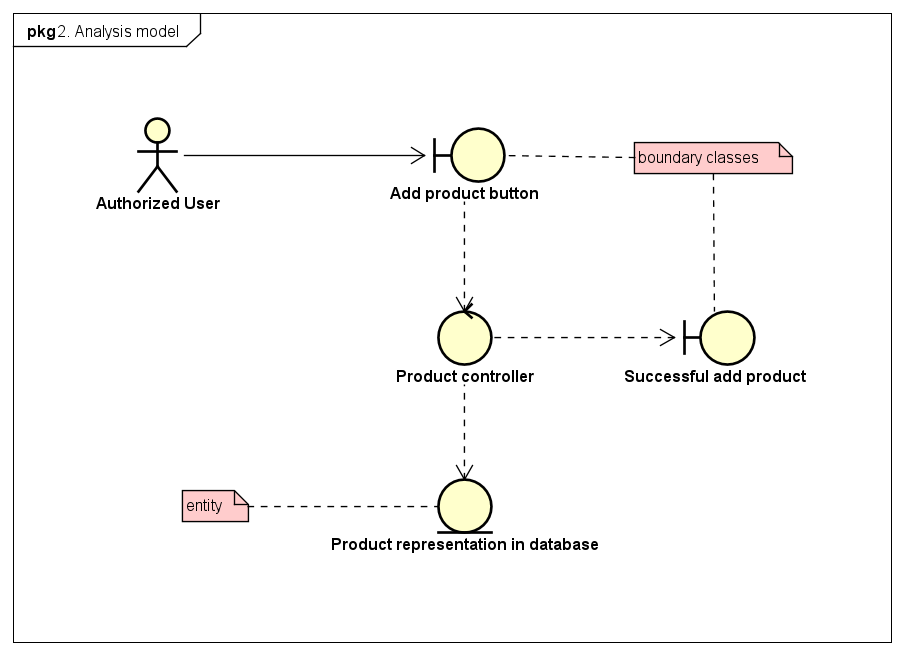 pkg 2. Analysis model
Authorized User
Add product button
boundary classes
Product controller
Successful add product
entity
Product representation in database